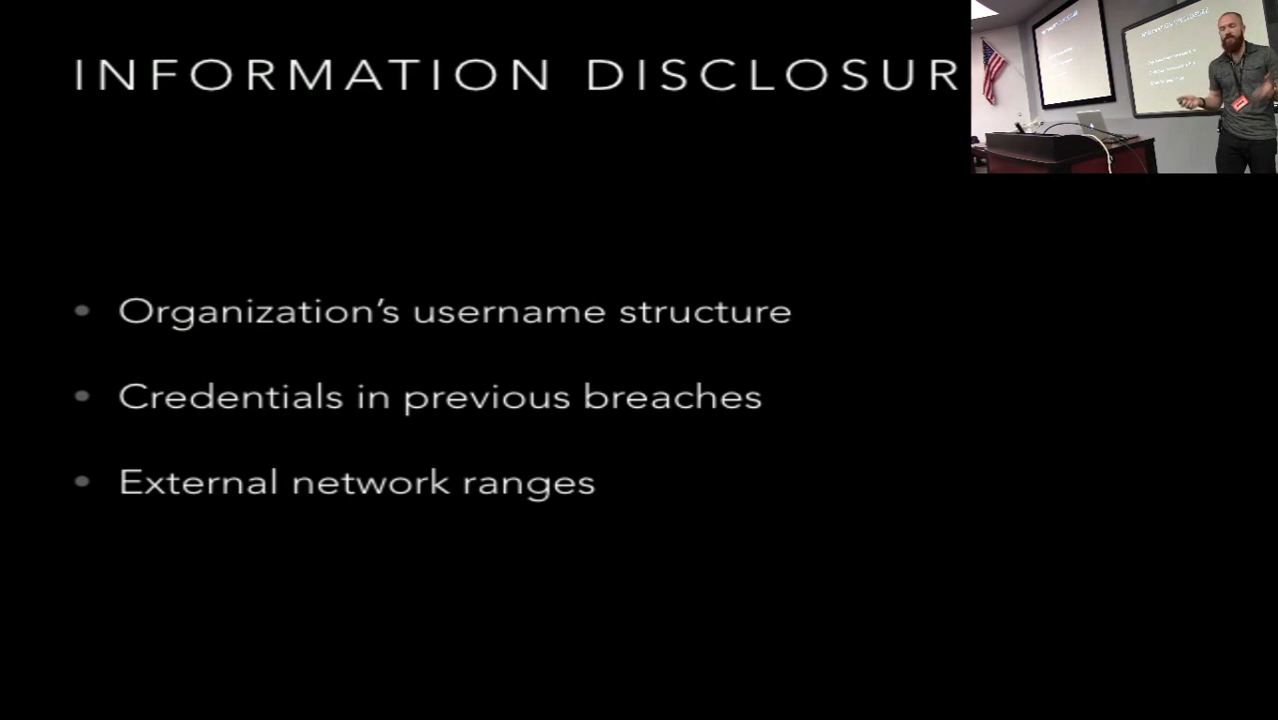 INFORMATION DISCLOSUR
Organization's username structure
Credentials in previous breaches
External network ranges